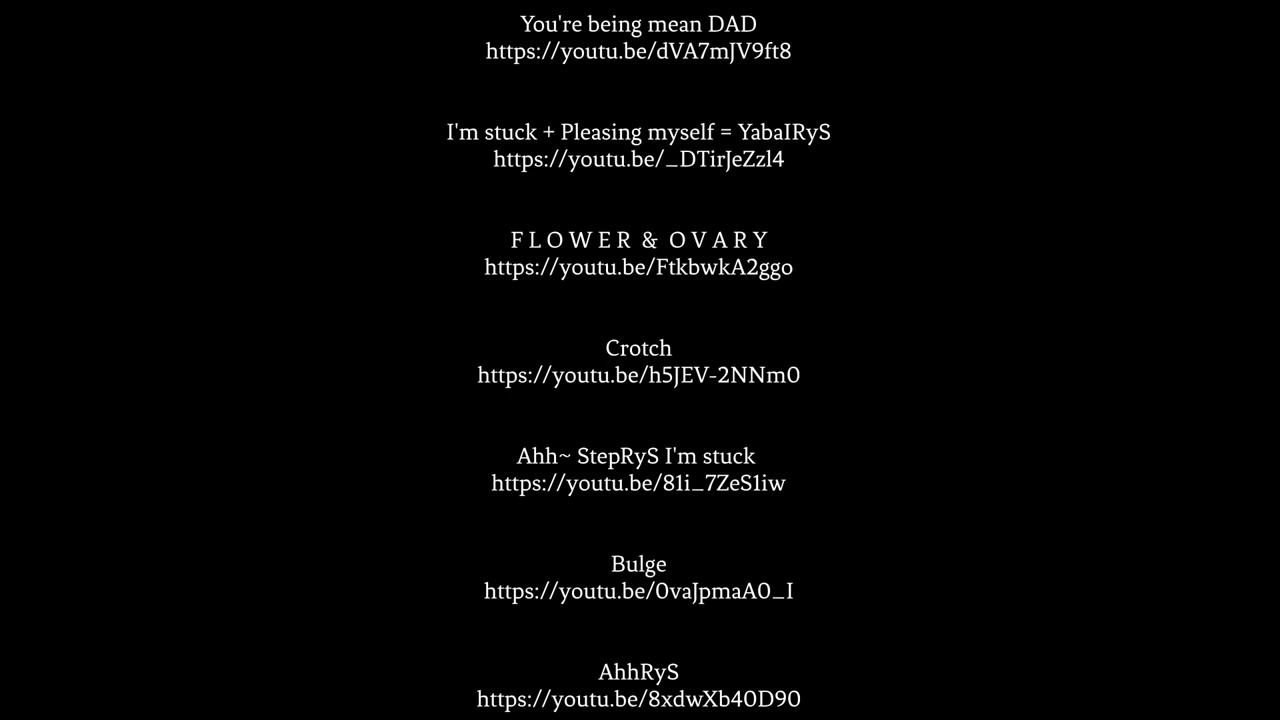 You're being mean DAD
https://youtu.be/dVA7mJV9ft8
I'm stuck + Pleasing myself = YabaIRyS
https://youtu.be/_DTirJeZzl4
F L O W E R & O V A R Y
https://youtu.be/FtkbwkA2ggo
Crotch
https://youtu.be/h5JEV-2NNm0
Ahh~ StepRyS I'm stuck
https://youtu.be/81i_7ZeS1iw
Bulge
https://youtu.be/0vaJpmaA0_I
AhhRyS
https://youtu.be/8xdwXb40D90